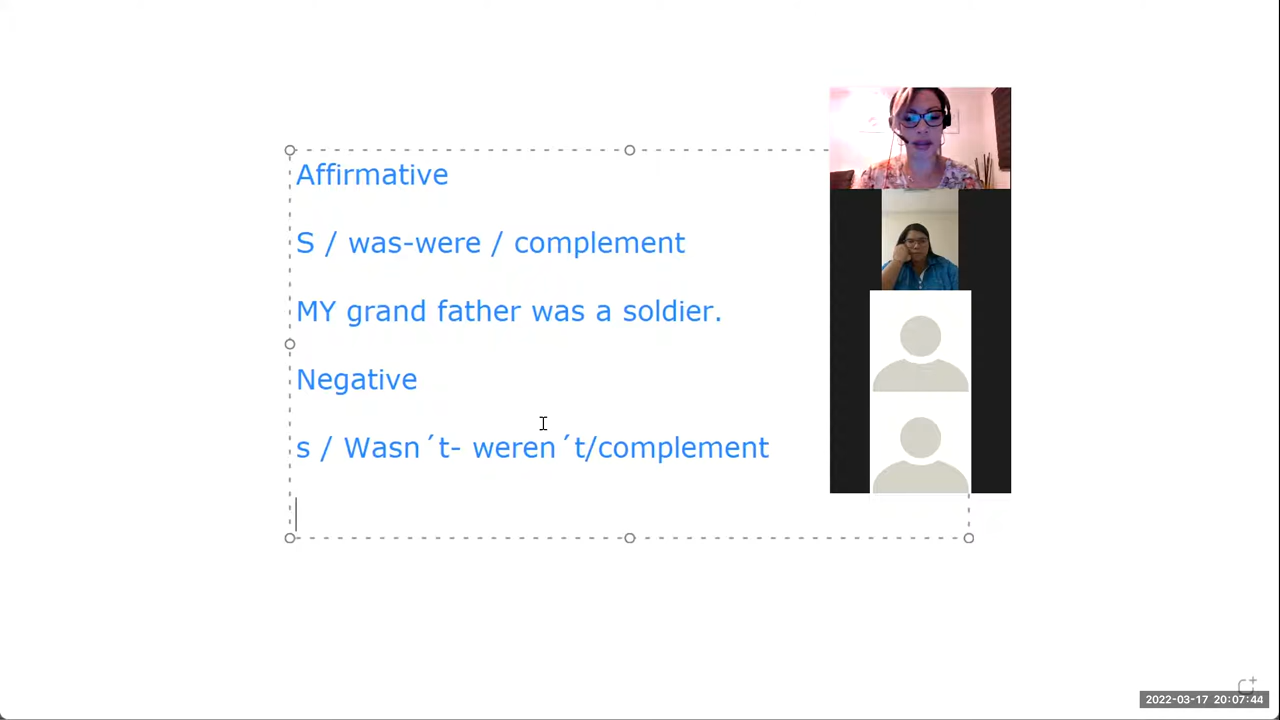 Affirmative
S / was-were / complement
MY grand father was a soldier.
Negative
s / Wasn´t- weren´t/complement
2022-03-17 20:07:44